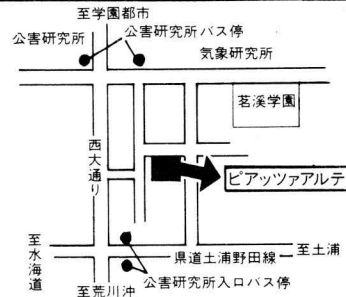 至学園都市
公害研究所
公害研究所バス停
気象研究所
茗溪学園
西大通り
ピアッツァアルテ
至水海道
県道土浦野田線
至土浦
公害研究所入口バス停
至荒川沖